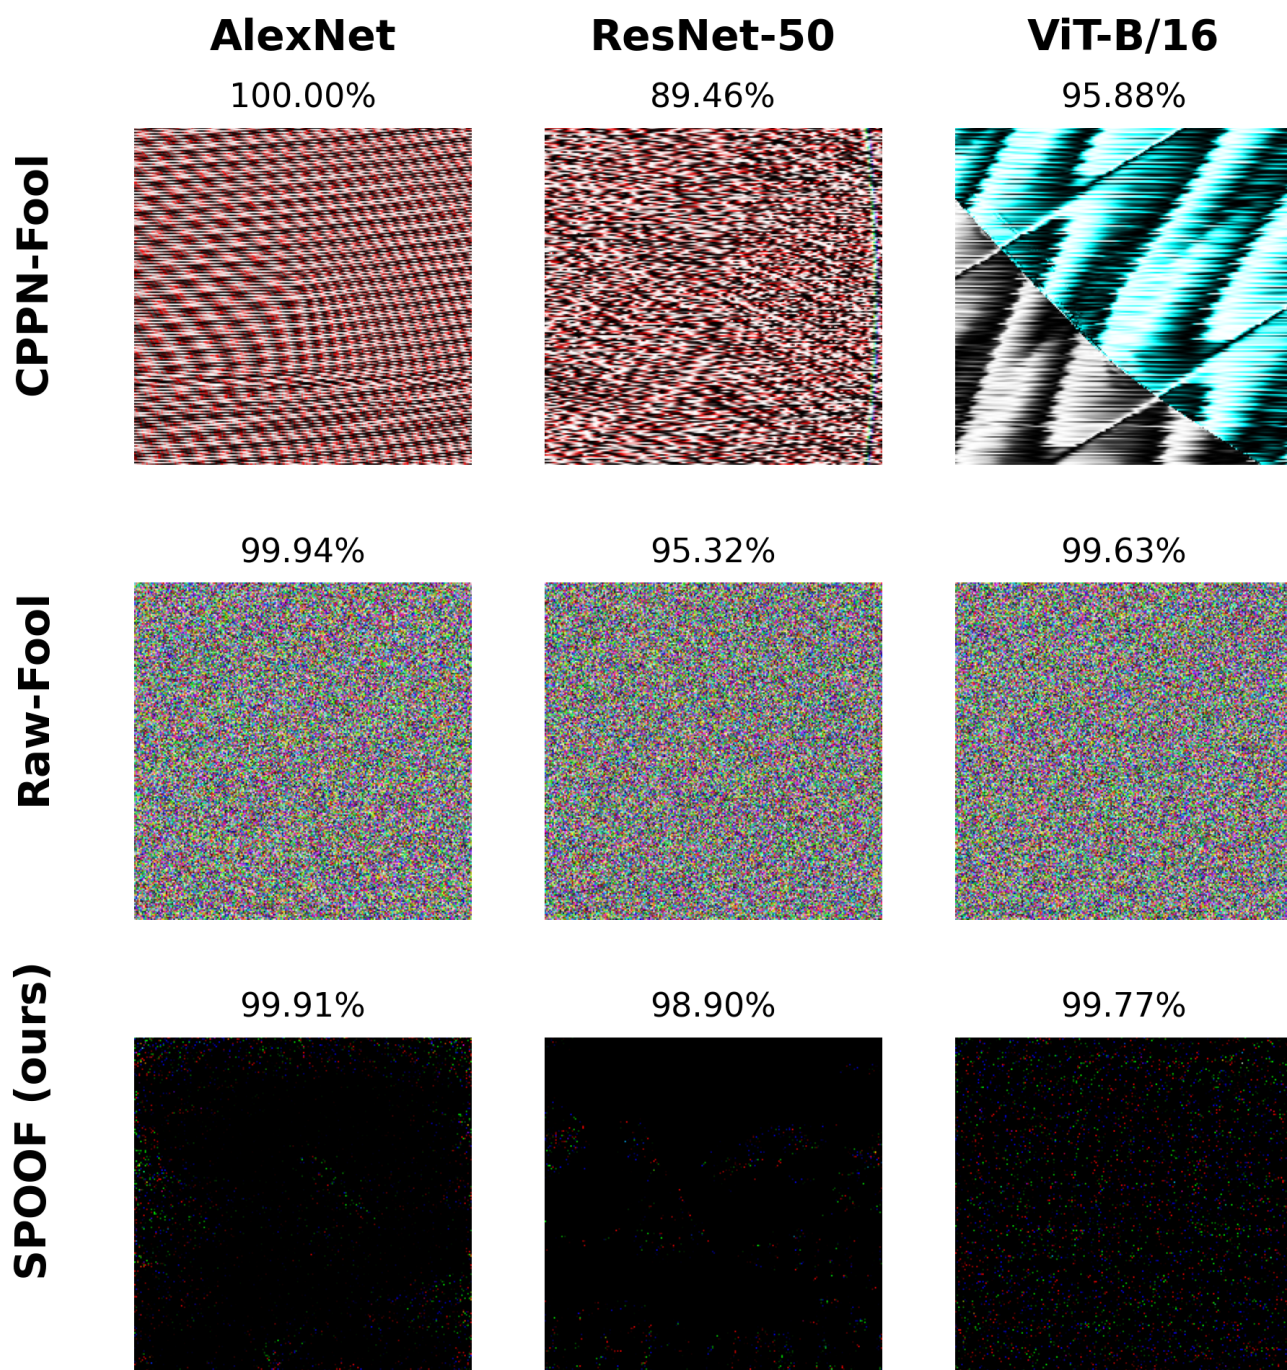 AlexNet ResNet-50 ViT-B/16
100.00% 89.46% 95.88%
CPPN-Fool
99.94% 95.32% 99.63%
Raw-Fool
99.91% 98.90% 99.77%
SPOOF (ours)